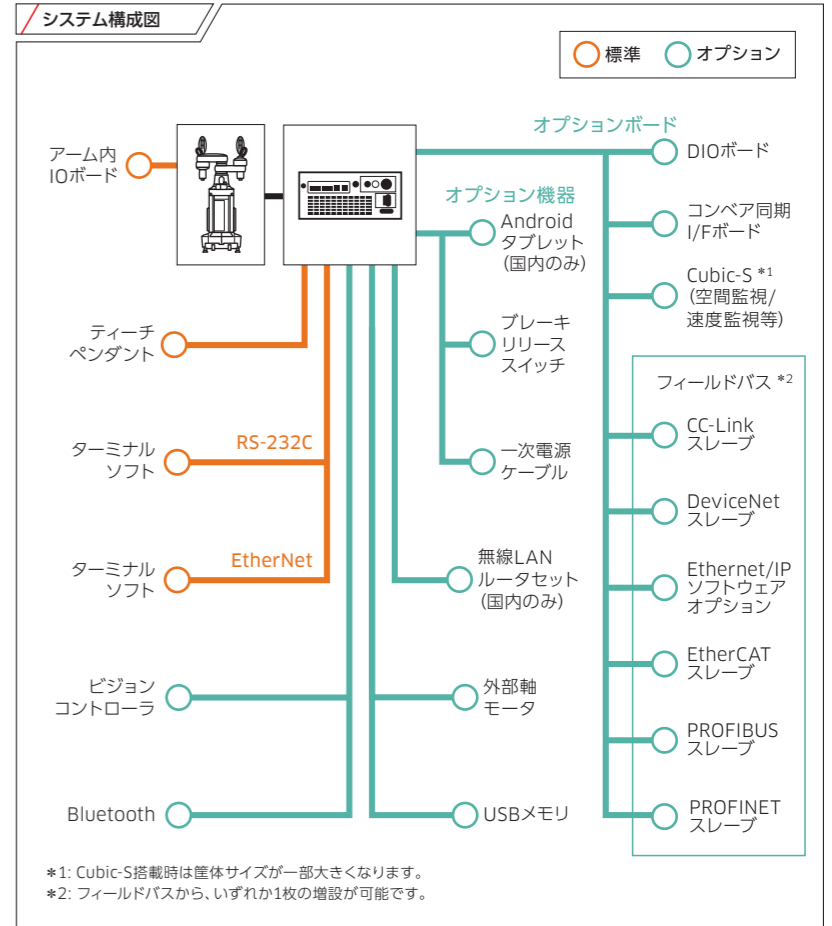 システム構成図
標準
オプション
アーム内
IOボード
ティーチ
ペンダント
ターミナル
ソフト
RS-232C
ターミナル
ソフト
EtherNet
ビジョン
コントローラ
Bluetooth
オプション機器
Android
タブレット
(国内のみ)
ブレーキ
リリース
スイッチ
一次電源
ケーブル
無線LAN
ルータセット
(国内のみ)
外部軸
モータ
USBメモリ
オプションボード
DIOボード
コンベア同期
I/Fボード
Cubic-S *1
(空間監視/
速度監視等)
フィールドバス *2
CC-Link
スレーブ
DeviceNet
スレーブ
Ethernet/IP
ソフトウェア
オプション
EtherCAT
スレーブ
PROFIBUS
スレーブ
PROFINET
スレーブ
*1: Cubic-S搭載時は筐体サイズが一部大きくなります。
*2: フィールドバスから、いずれか1枚の増設が可能です。